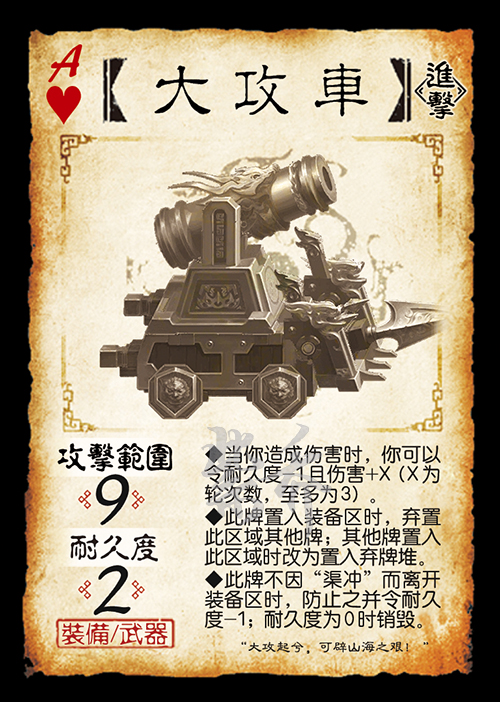 A
大攻車
進擊
攻擊範圍
9
耐久度
2
裝備/武器
◆当你造成伤害时，你可以
令耐久度-1且伤害+X（X为
轮次数，至多为3）。
◆此牌置入装备区时，弃置
此区域其他牌；其他牌置入
此区域时改为置入弃牌堆。
◆此牌不因“渠冲”而离开
装备区时，防止之并令耐久
度-1；耐久度为0时销毁。
“大攻起兮，可辟山海之艰！”